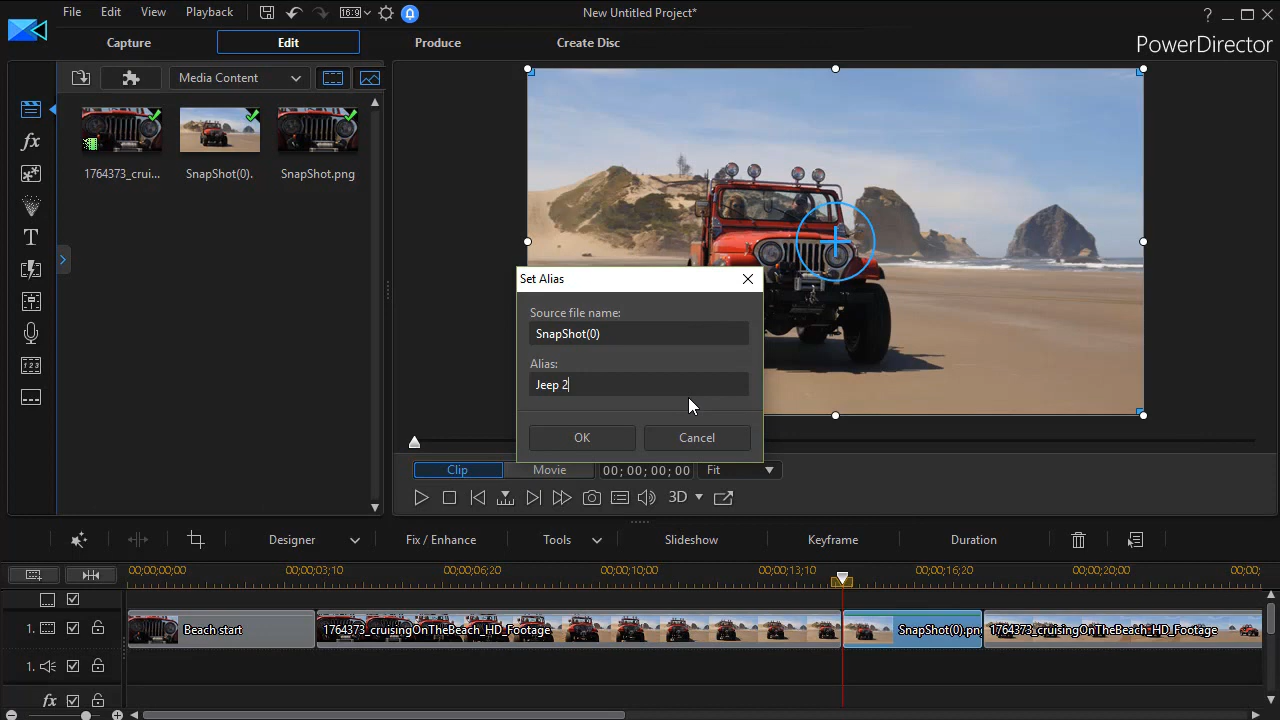 File Edit View Playback 16:9 New Untitled Project* ?
Capture Edit Produce Create Disc
PowerDirector
Media Content
1764373_crui... SnapShot(0). SnapShot.png
fx
T
Set Alias
Source file name:
SnapShot(0)
Alias:
Jeep 2
OK Cancel
Clip Movie 00; 00; 00; 00 Fit
3D
Designer Fix / Enhance Tools Slideshow Keyframe Duration
00;00;00;00 00;00;03;10 00;00;06;20 00;00;10;00 00;00;13;10 00;00;16;20 00;00;20;00 00;00;
1. Beach start 1764373_cruisingOnTheBeach_HD_Footage SnapShot(0).png 1764373_cruisingOnTheBeach_HD_Footage
1.
fx